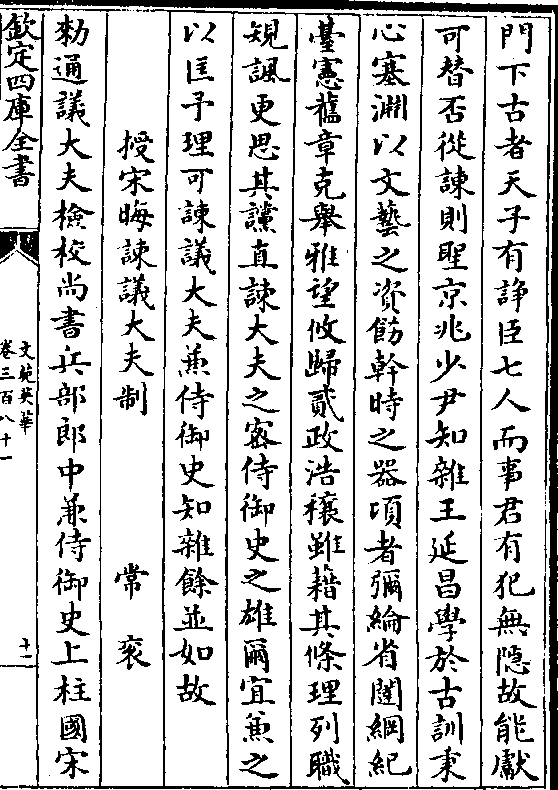 門下古者天子有諍臣七人而事君有犯無隠故能獻
可替否從諫則聖京兆少尹知雜王延昌學於古訓秉
心塞淵以文藝之資飭幹時之器項者彌綸省闥綱紀
臺憲舊章克舉雅望攸歸貳政浩穰雖藉其條理列職
規諷更思其讜直諫大夫之宻侍御史之雄爾宜兼之
以匡予理可諫議大夫兼侍御史知雜餘並如故
授宋晦諫議大夫制　常衮
勅通議大夫檢校尚書兵部郎中兼侍御史上柱國宋
欽定四庫全書
文苑英華
卷三百八十一
十一